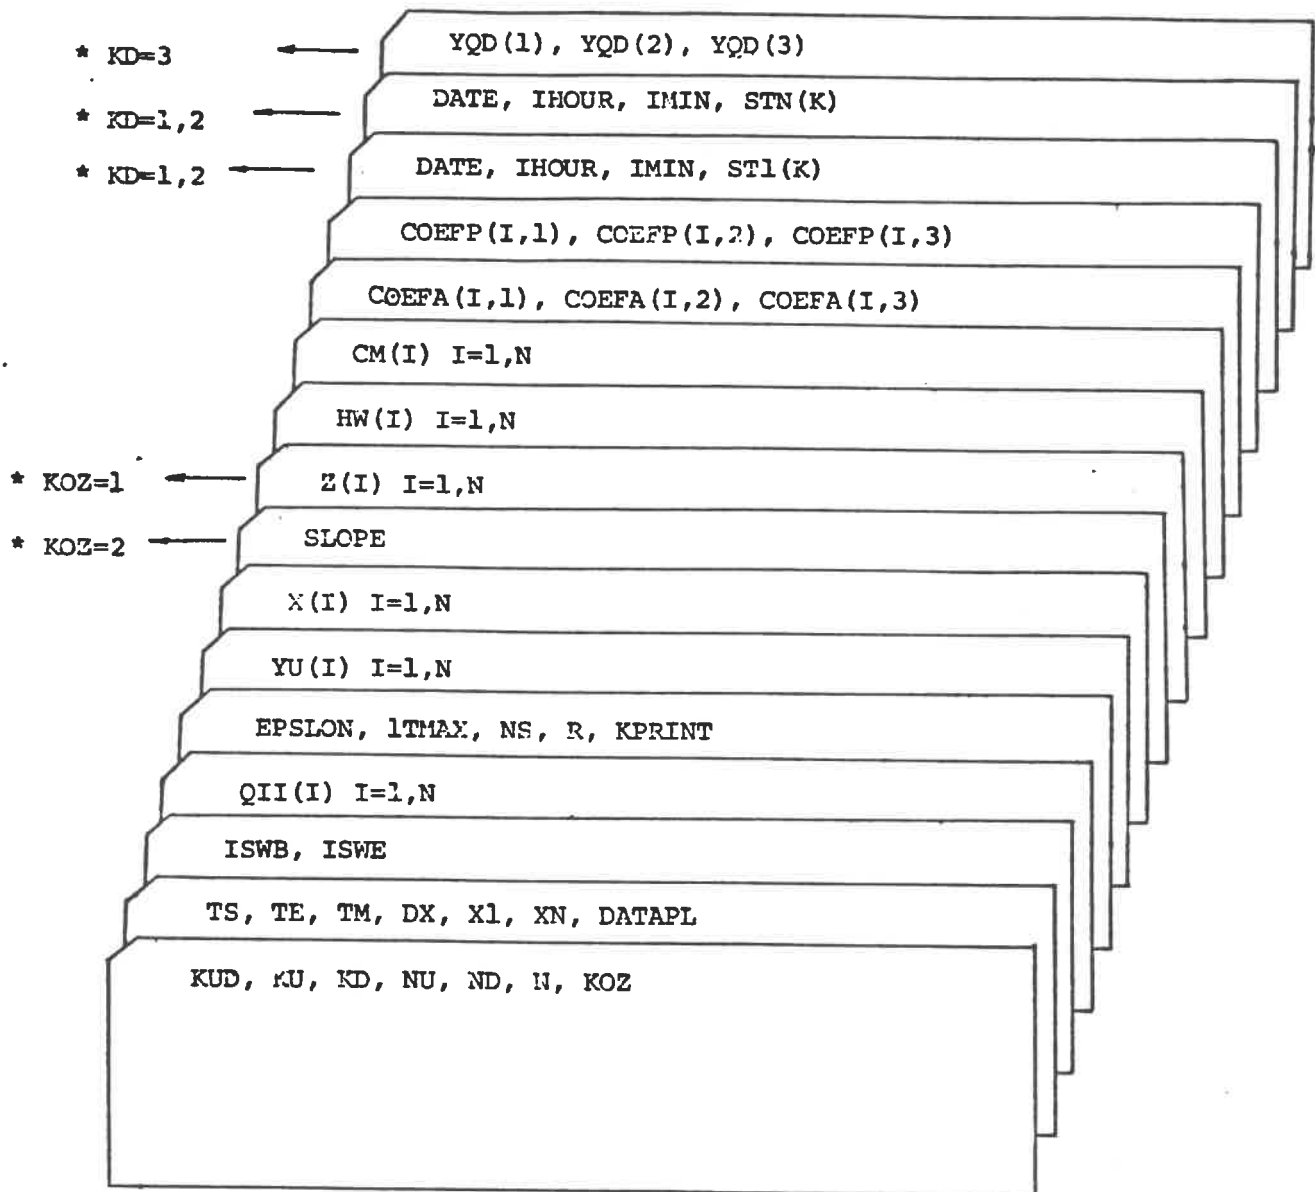 * KD=3 YQD(1), YQD(2), YQD(3)
* KD=1,2 DATE, IHOUR, IMIN, STN(K)
* KD=1,2 DATE, IHOUR, IMIN, ST1(K)
COEFP(I,1), COEFP(I,2), COEFP(I,3)
COEFA(I,1), COEFA(I,2), COEFA(I,3)
CM(I) I=1,N
HW(I) I=1,N
* KOZ=1 Z(I) I=1,N
* KOZ=2 SLOPE
X(I) I=1,N
YU(I) I=1,N
EPSLON, 1TMAX, NS, R, KPRINT
QII(I) I=1,N
ISWB, ISWE
TS, TE, TM, DX, X1, XN, DATAPL
KUD, KU, KD, NU, ND, N, KOZ